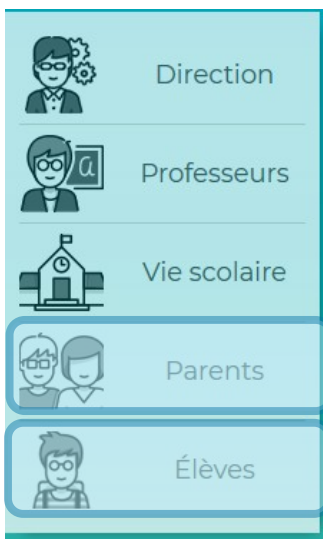 Direction
a Professeurs
Vie scolaire
Parents
Élèves